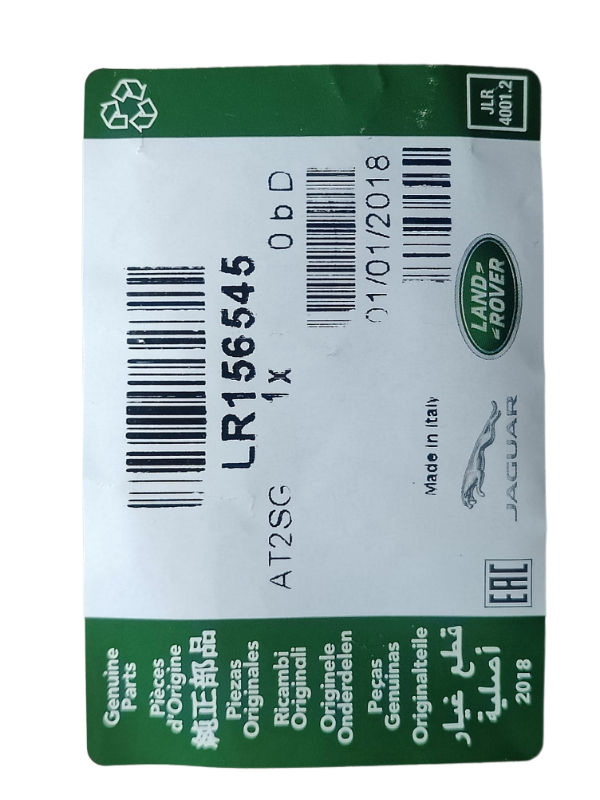 Genuine
Parts
Pièces
d'Origine
純正部品
Piezas
Originales
Ricambi
Originali
Originele
Onderdelen
Peças
Genuinas
Originalteile
قطع غيار
أصلية
2018
LR156545
AT2SG 1x 0 b D
01/01/2018
Made in Italy
EAC
JAGUAR
LAND
ROVER
JLR
4001.2